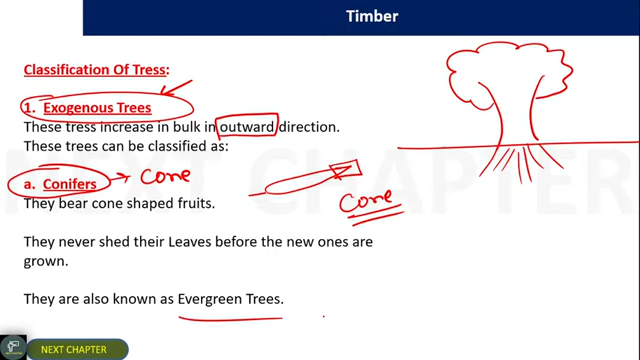 Timber
Classification Of Tress:
1. Exogenous Trees
These tress increase in bulk in outward direction.
These trees can be classified as:
a. Conifers → Cone
They bear cone shaped fruits.
Cone
They never shed their Leaves before the new ones are
grown.
They are also known as Evergreen Trees.
NEXT CHAPTER
NEXT CHAPTER